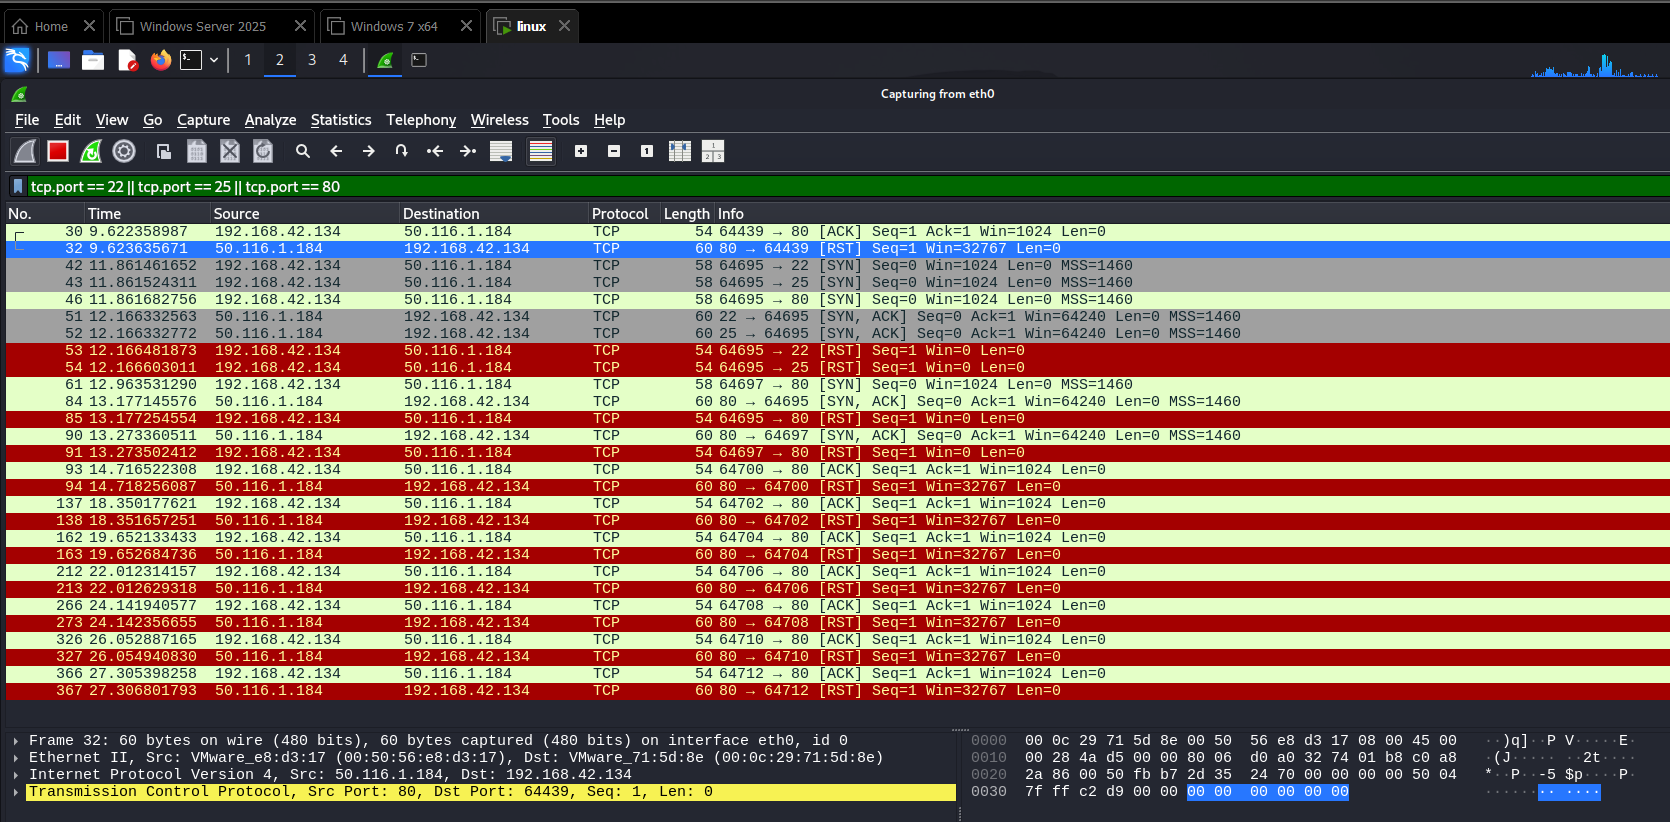 Home Windows Server 2025 Windows 7 x64 linux
1 2 3 4
Capturing from eth0
File Edit View Go Capture Analyze Statistics Telephony Wireless Tools Help
tcp.port == 22 || tcp.port == 25 || tcp.port == 80
No. Time Source Destination Protocol Length Info
30 9.622358987 192.168.42.134 50.116.1.184 TCP 54 64439 → 80 [ACK] Seq=1 Ack=1 Win=1024 Len=0
32 9.623635671 50.116.1.184 192.168.42.134 TCP 60 80 → 64439 [RST] Seq=1 Win=32767 Len=0
42 11.861461652 192.168.42.134 50.116.1.184 TCP 58 64695 → 22 [SYN] Seq=0 Win=1024 Len=0 MSS=1460
43 11.861524311 192.168.42.134 50.116.1.184 TCP 58 64695 → 25 [SYN] Seq=0 Win=1024 Len=0 MSS=1460
46 11.861682756 192.168.42.134 50.116.1.184 TCP 58 64695 → 80 [SYN] Seq=0 Win=1024 Len=0 MSS=1460
51 12.166332563 50.116.1.184 192.168.42.134 TCP 60 22 → 64695 [SYN, ACK] Seq=0 Ack=1 Win=64240 Len=0 MSS=1460
52 12.166332772 50.116.1.184 192.168.42.134 TCP 60 25 → 64695 [SYN, ACK] Seq=0 Ack=1 Win=64240 Len=0 MSS=1460
53 12.166481873 192.168.42.134 50.116.1.184 TCP 54 64695 → 22 [RST] Seq=1 Win=0 Len=0
54 12.166603011 192.168.42.134 50.116.1.184 TCP 54 64695 → 25 [RST] Seq=1 Win=0 Len=0
61 12.963531290 192.168.42.134 50.116.1.184 TCP 58 64697 → 80 [SYN] Seq=0 Win=1024 Len=0 MSS=1460
84 13.177145576 50.116.1.184 192.168.42.134 TCP 60 80 → 64695 [SYN, ACK] Seq=0 Ack=1 Win=64240 Len=0 MSS=1460
85 13.177254554 192.168.42.134 50.116.1.184 TCP 54 64695 → 80 [RST] Seq=1 Win=0 Len=0
90 13.273360511 50.116.1.184 192.168.42.134 TCP 60 80 → 64697 [SYN, ACK] Seq=0 Ack=1 Win=64240 Len=0 MSS=1460
91 13.273502412 192.168.42.134 50.116.1.184 TCP 54 64697 → 80 [RST] Seq=1 Win=0 Len=0
93 14.716522308 192.168.42.134 50.116.1.184 TCP 54 64700 → 80 [ACK] Seq=1 Ack=1 Win=1024 Len=0
94 14.718256087 50.116.1.184 192.168.42.134 TCP 60 80 → 64700 [RST] Seq=1 Win=32767 Len=0
137 18.350177621 192.168.42.134 50.116.1.184 TCP 54 64702 → 80 [ACK] Seq=1 Ack=1 Win=1024 Len=0
138 18.351657251 50.116.1.184 192.168.42.134 TCP 60 80 → 64702 [RST] Seq=1 Win=32767 Len=0
162 19.652133433 192.168.42.134 50.116.1.184 TCP 54 64704 → 80 [ACK] Seq=1 Ack=1 Win=1024 Len=0
163 19.652684736 50.116.1.184 192.168.42.134 TCP 60 80 → 64704 [RST] Seq=1 Win=32767 Len=0
212 22.012314157 192.168.42.134 50.116.1.184 TCP 54 64706 → 80 [ACK] Seq=1 Ack=1 Win=1024 Len=0
213 22.012629318 50.116.1.184 192.168.42.134 TCP 60 80 → 64706 [RST] Seq=1 Win=32767 Len=0
266 24.141940577 192.168.42.134 50.116.1.184 TCP 54 64708 → 80 [ACK] Seq=1 Ack=1 Win=1024 Len=0
273 24.142356655 50.116.1.184 192.168.42.134 TCP 60 80 → 64708 [RST] Seq=1 Win=32767 Len=0
326 26.052887165 192.168.42.134 50.116.1.184 TCP 54 64710 → 80 [ACK] Seq=1 Ack=1 Win=1024 Len=0
327 26.054940830 50.116.1.184 192.168.42.134 TCP 60 80 → 64710 [RST] Seq=1 Win=32767 Len=0
366 27.305398258 192.168.42.134 50.116.1.184 TCP 54 64712 → 80 [ACK] Seq=1 Ack=1 Win=1024 Len=0
367 27.306801793 50.116.1.184 192.168.42.134 TCP 60 80 → 64712 [RST] Seq=1 Win=32767 Len=0
Frame 32: 60 bytes on wire (480 bits), 60 bytes captured (480 bits) on interface eth0, id 0
Ethernet II, Src: VMware_e8:d3:17 (00:50:56:e8:d3:17), Dst: VMware_71:5d:8e (00:0c:29:71:5d:8e)
Internet Protocol Version 4, Src: 50.116.1.184, Dst: 192.168.42.134
Transmission Control Protocol, Src Port: 80, Dst Port: 64439, Seq: 1, Len: 0
0000 00 0c 29 71 5d 8e 00 50 56 e8 d3 17 08 00 45 00 ··)q]··P V·····E·
0010 00 28 4a d5 00 00 80 06 d0 a0 32 74 01 b8 c0 a8 ·(J····· ··2t····
0020 2a 86 00 50 fb b7 2d 35 24 70 00 00 00 00 50 04 *··P··-5 $p····P·
0030 7f ff c2 d9 00 00 00 00 00 00 00 00 ········ ····